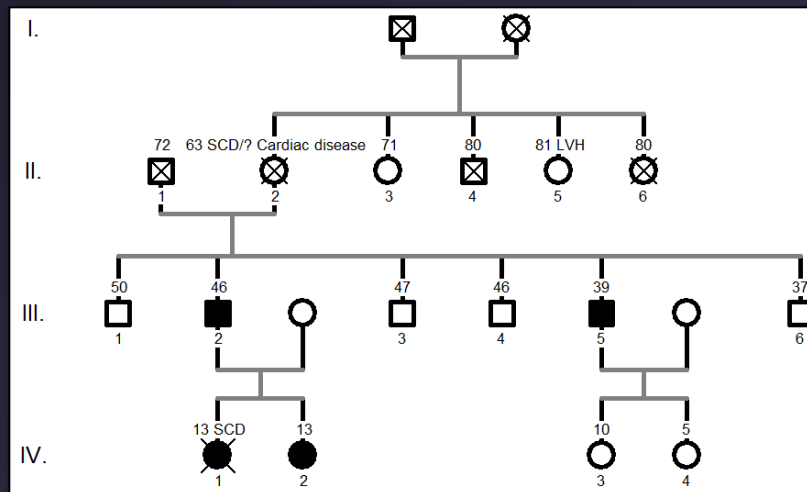 I.
72 63 SCD/? Cardiac disease 71 80 81 LVH 80
II.
1 2 3 4 5 6
50 46 47 46 39 37
III.
1 2 3 4 5 6
13 SCD 13 10 5
IV.
1 2 3 4